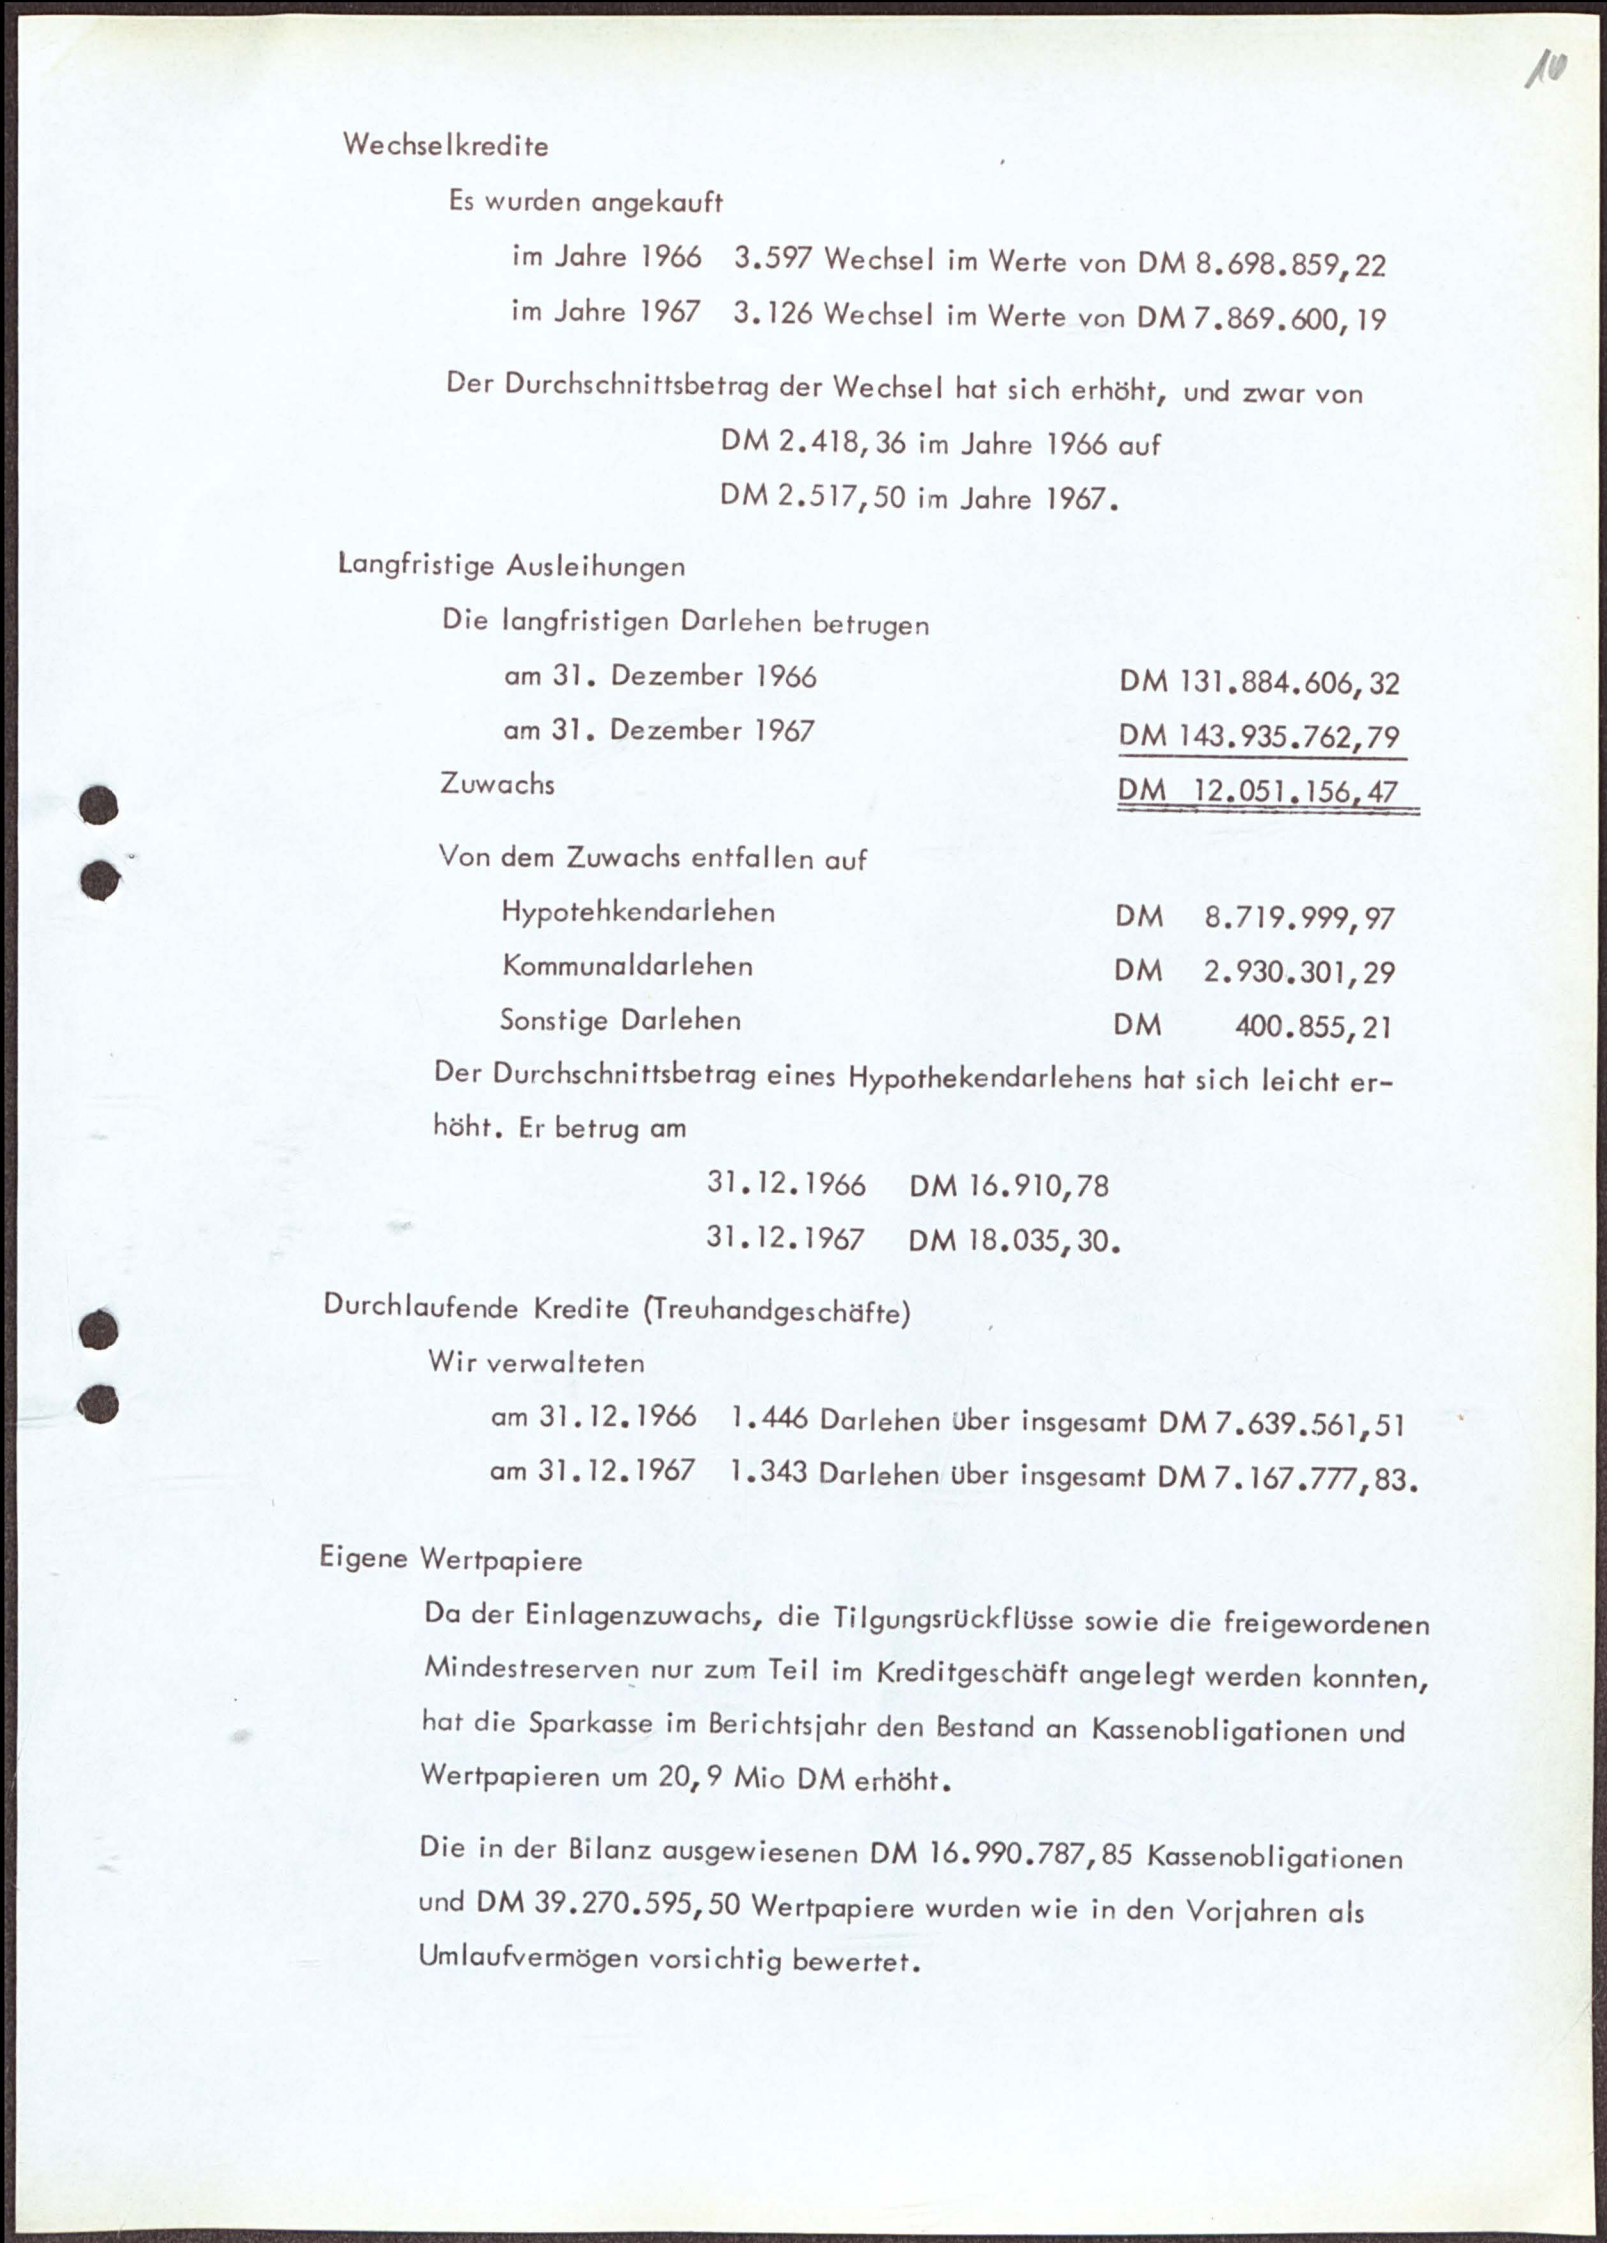 10
Wechselkredite
Es wurden angekauft
im Jahre 1966 3.597 Wechsel im Werte von DM 8.698.859,22
im Jahre 1967 3.126 Wechsel im Werte von DM 7.869.600,19
Der Durchschnittsbetrag der Wechsel hat sich erhöht, und zwar von
DM 2.418,36 im Jahre 1966 auf
DM 2.517,50 im Jahre 1967.
Langfristige Ausleihungen
Die langfristigen Darlehen betrugen
am 31. Dezember 1966 DM 131.884.606,32
am 31. Dezember 1967 DM 143.935.762,79
Zuwachs DM 12.051.156,47
Von dem Zuwachs entfallen auf
Hypotehkendarlehen DM 8.719.999,97
Kommunaldarlehen DM 2.930.301,29
Sonstige Darlehen DM 400.855,21
Der Durchschnittsbetrag eines Hypothekendarlehens hat sich leicht er-
höht. Er betrug am
31.12.1966 DM 16.910,78
31.12.1967 DM 18.035,30.
Durchlaufende Kredite (Treuhandgeschäfte)
Wir verwalteten
am 31.12.1966 1.446 Darlehen über insgesamt DM 7.639.561,51
am 31.12.1967 1.343 Darlehen über insgesamt DM 7.167.777,83.
Eigene Wertpapiere
Da der Einlagenzuwachs, die Tilgungsrückflüsse sowie die freigewordenen
Mindestreserven nur zum Teil im Kreditgeschäft angelegt werden konnten,
hat die Sparkasse im Berichtsjahr den Bestand an Kassenobligationen und
Wertpapieren um 20,9 Mio DM erhöht.
Die in der Bilanz ausgewiesenen DM 16.990.787,85 Kassenobligationen
und DM 39.270.595,50 Wertpapiere wurden wie in den Vorjahren als
Umlaufvermögen vorsichtig bewertet.